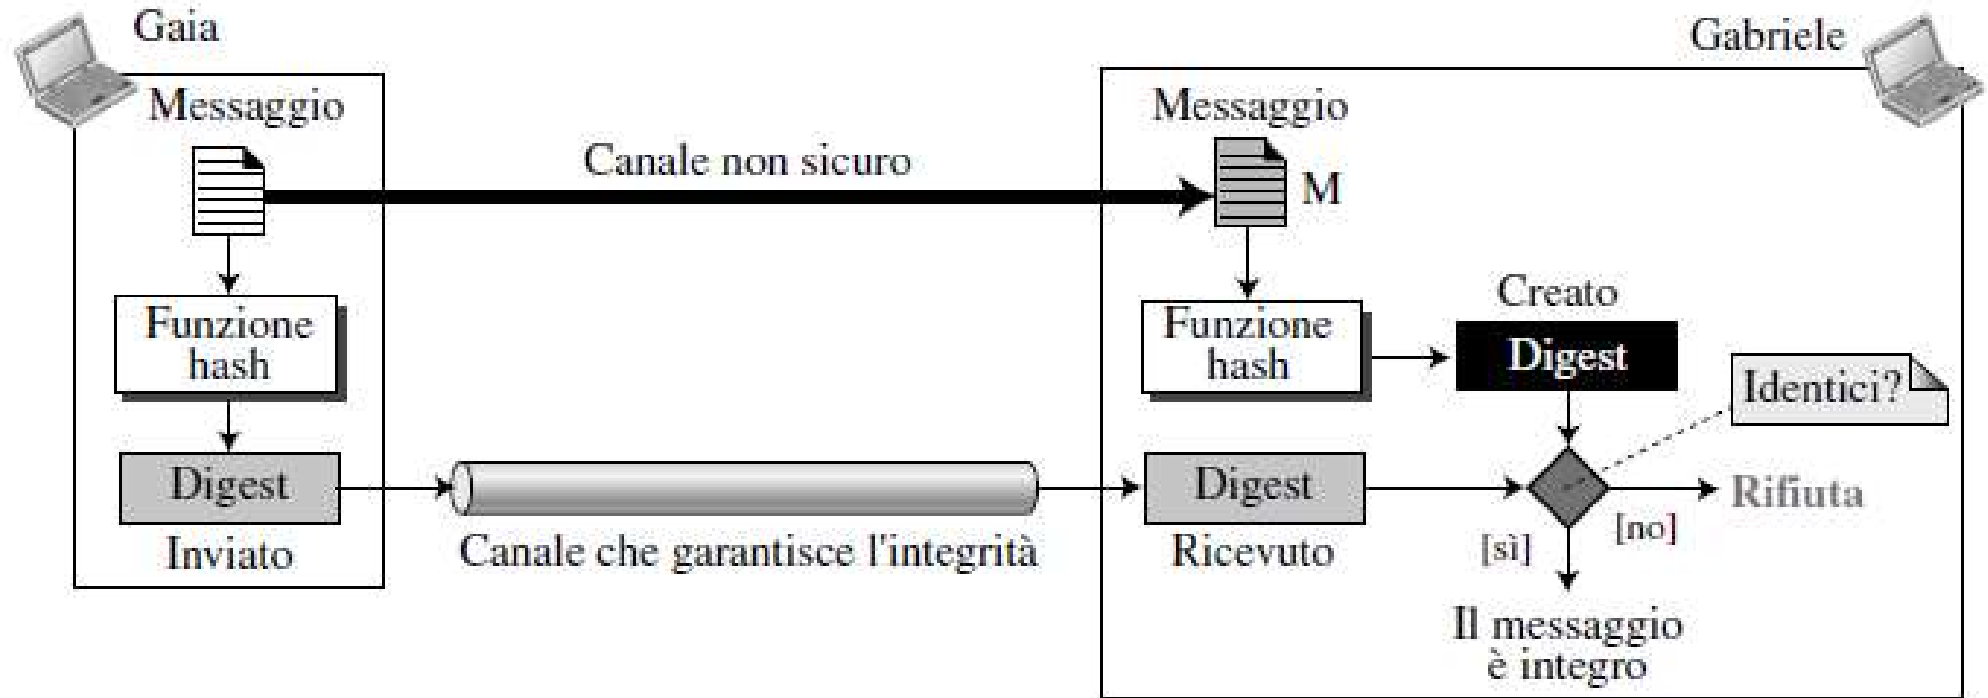 Gaia
Gabriele
Messaggio
Canale non sicuro
Messaggio
M
Funzione
hash
Funzione
hash
Creato
Digest
Identici?
Digest
Inviato
Canale che garantisce l'integrità
Digest
Ricevuto
[sì]
[no]
Rifiuta
Il messaggio
è integro